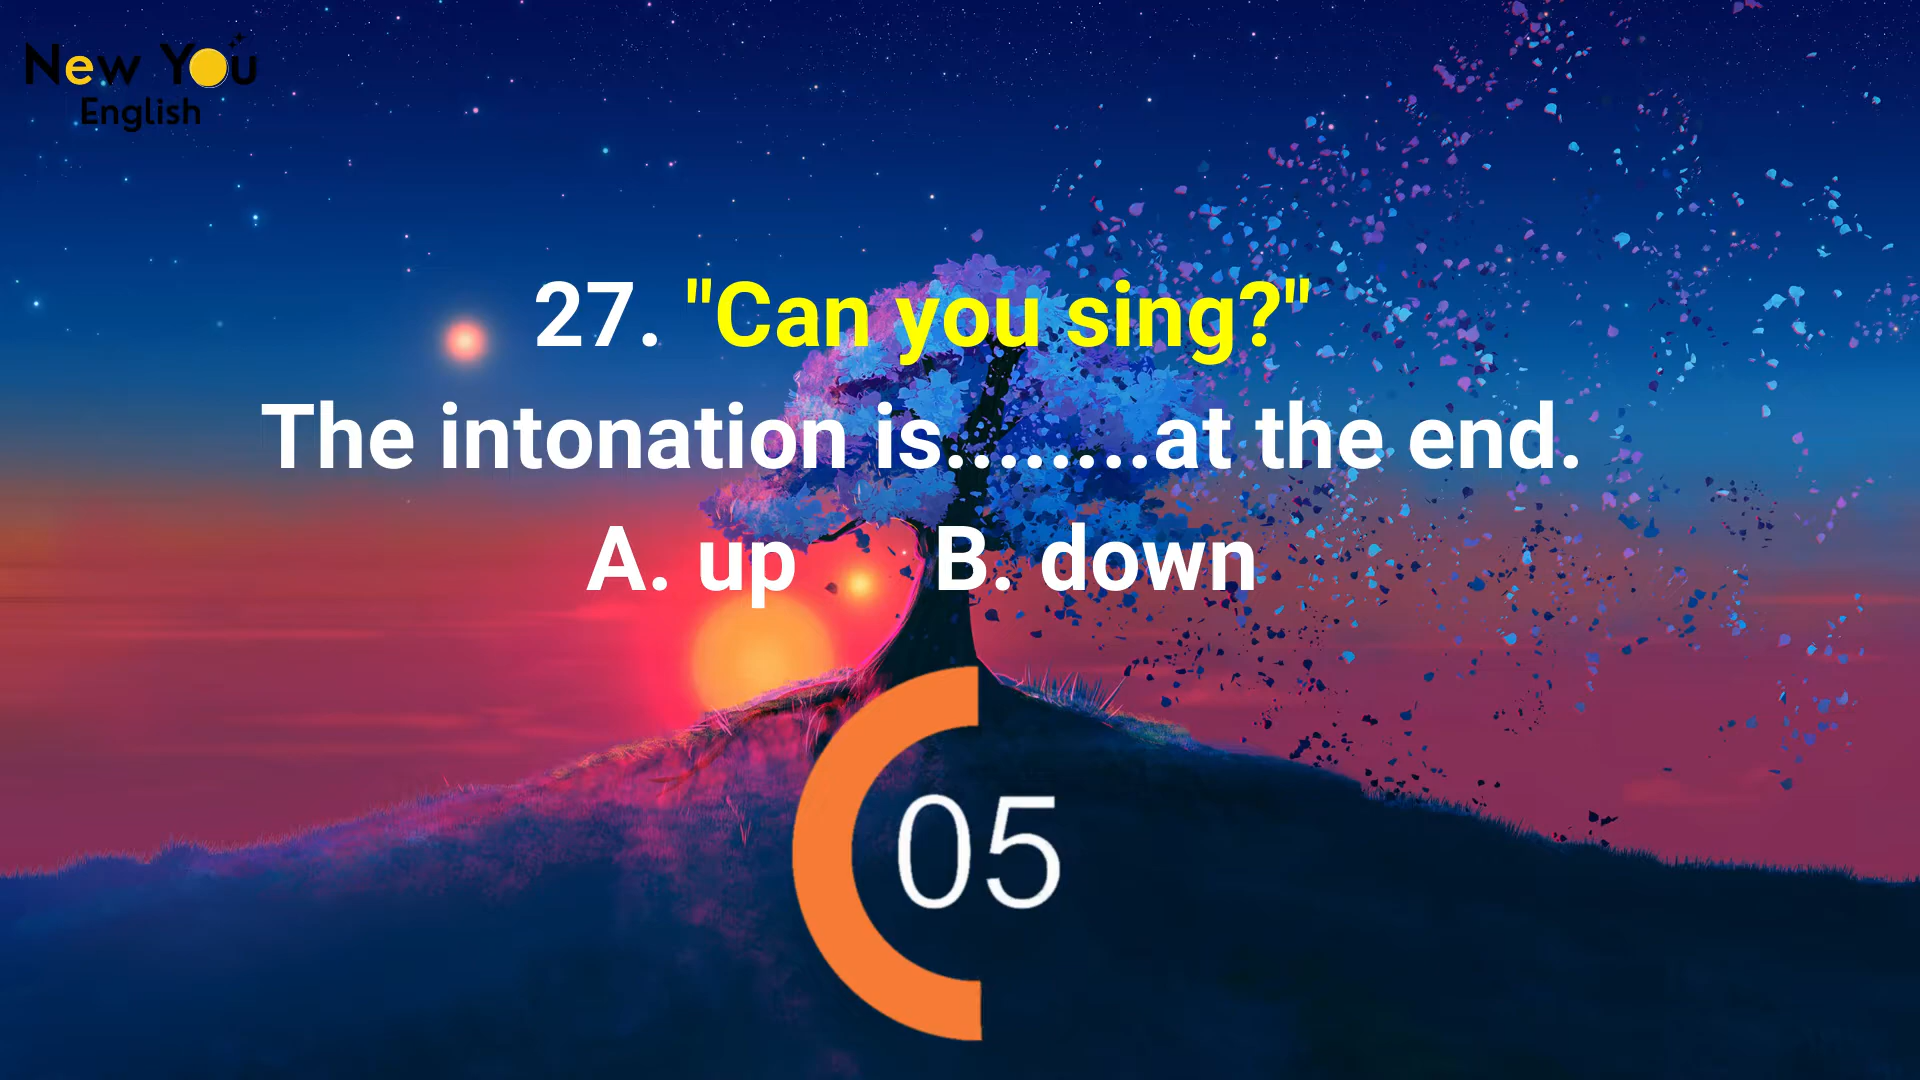 New You
English
27. "Can you sing?"
The intonation is........at the end.
A. up B. down
05